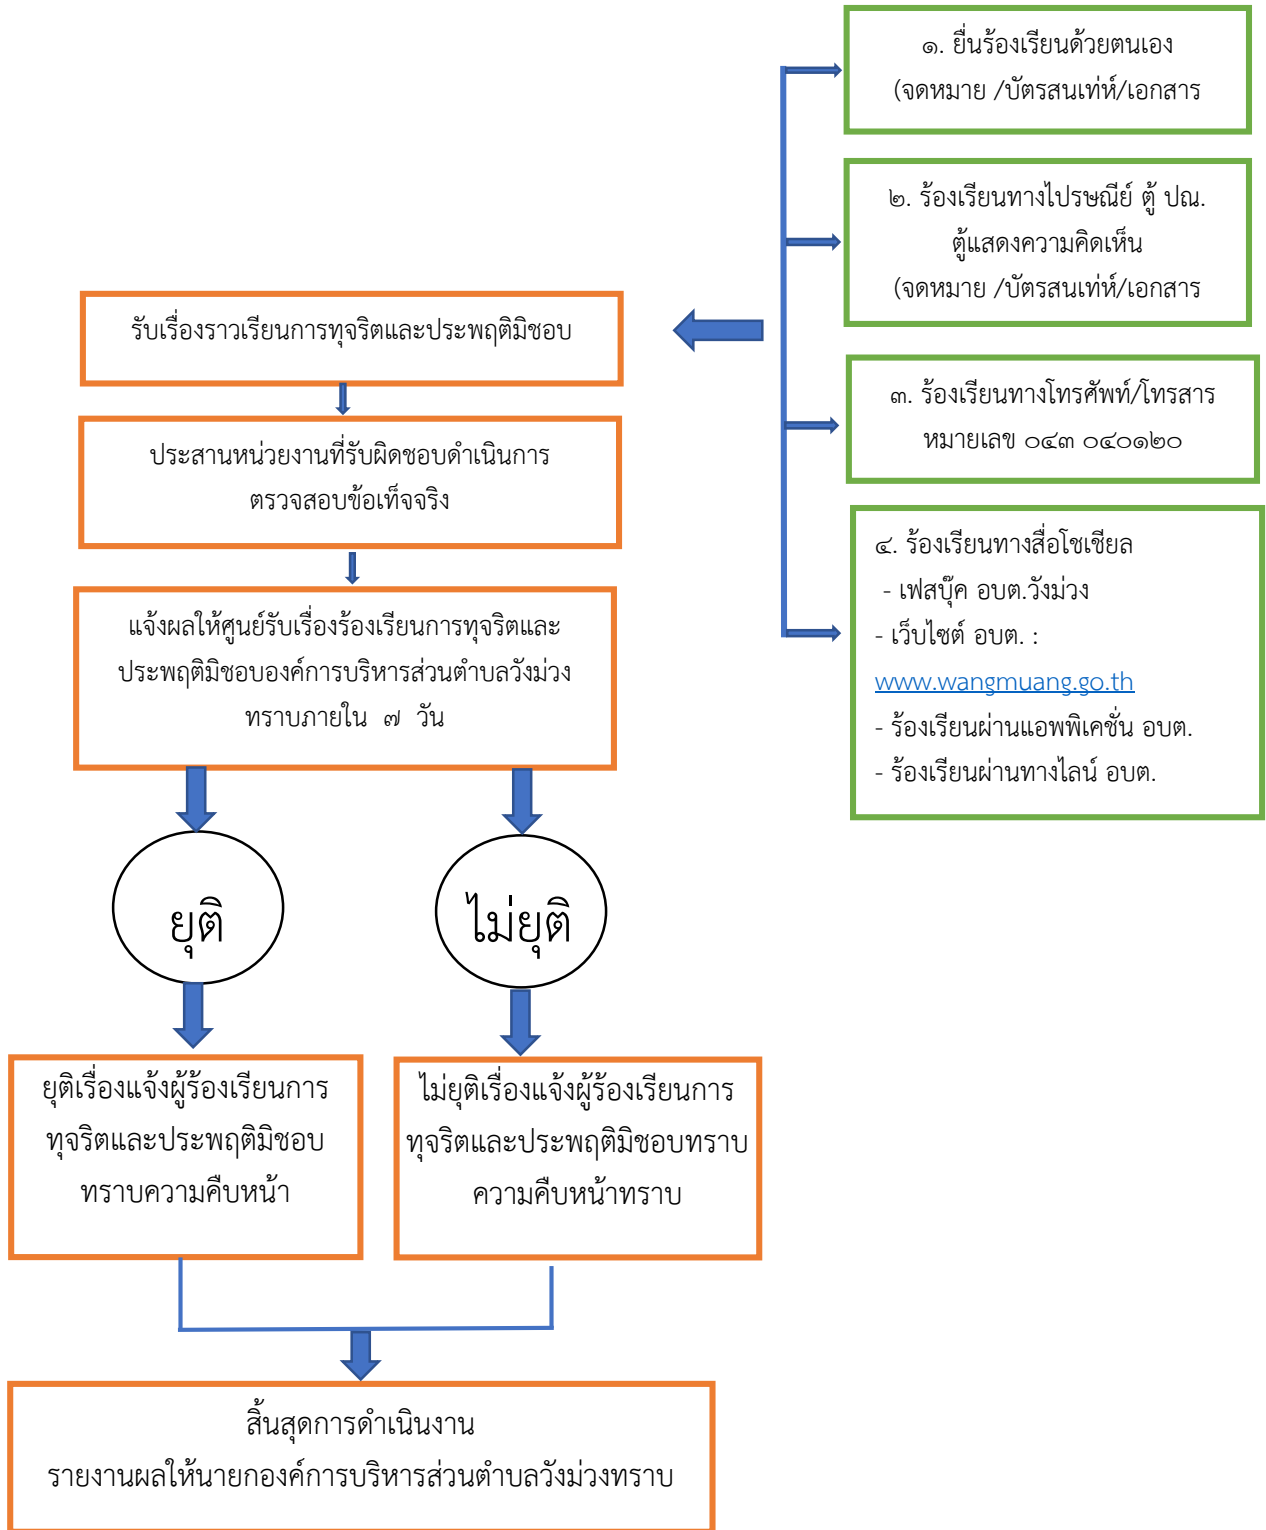 ๑. ยื่นร้องเรียนด้วยตนเอง
(จดหมาย /บัตรสนเท่ห์/เอกสาร
๒. ร้องเรียนทางไปรษณีย์ ตู้ ปณ.
ตู้แสดงความคิดเห็น
(จดหมาย /บัตรสนเท่ห์/เอกสาร
๓. ร้องเรียนทางโทรศัพท์/โทรสาร
หมายเลข ๐๔๓ ๐๔๐๑๒๐
๔. ร้องเรียนทางสื่อโซเชียล
- เฟสบุ๊ค อบต.วังม่วง
- เว็บไซต์ อบต. :
www.wangmuang.go.th
- ร้องเรียนผ่านแอพพิเคชั่น อบต.
- ร้องเรียนผ่านทางไลน์ อบต.
รับเรื่องราวเรียนการทุจริตและประพฤติมิชอบ
ประสานหน่วยงานที่รับผิดชอบดำเนินการ
ตรวจสอบข้อเท็จจริง
แจ้งผลให้ศูนย์รับเรื่องร้องเรียนการทุจริตและ
ประพฤติมิชอบองค์การบริหารส่วนตำบลวังม่วง
ทราบภายใน ๗ วัน
ยุติ
ไม่ยุติ
ยุติเรื่องแจ้งผู้ร้องเรียนการ
ทุจริตและประพฤติมิชอบ
ทราบความคืบหน้า
ไม่ยุติเรื่องแจ้งผู้ร้องเรียนการ
ทุจริตและประพฤติมิชอบทราบ
ความคืบหน้าทราบ
สิ้นสุดการดำเนินงาน
รายงานผลให้นายกองค์การบริหารส่วนตำบลวังม่วงทราบ